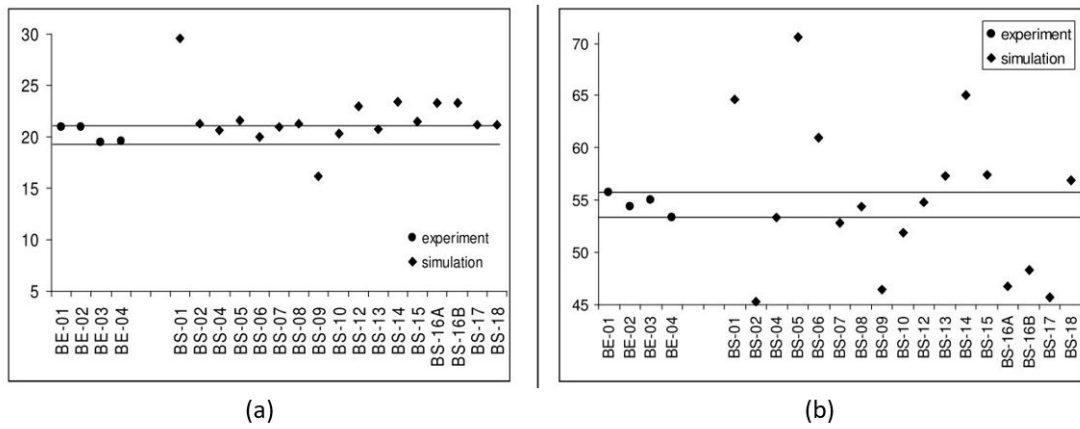 30
25
20
15
10
5
experiment
simulation
BE-01
BE-02
BE-03
BE-04
BS-01
BS-02
BS-04
BS-05
BS-06
BS-07
BS-08
BS-09
BS-10
BS-12
BS-13
BS-14
BS-15
BS-16A
BS-16B
BS-17
BS-18
(a)
experiment
simulation
70
65
60
55
50
45
BE-01
BE-02
BE-03
BE-04
BS-01
BS-02
BS-04
BS-05
BS-06
BS-07
BS-08
BS-09
BS-10
BS-12
BS-13
BS-14
BS-15
BS-16A
BS-16B
BS-17
BS-18
(b)